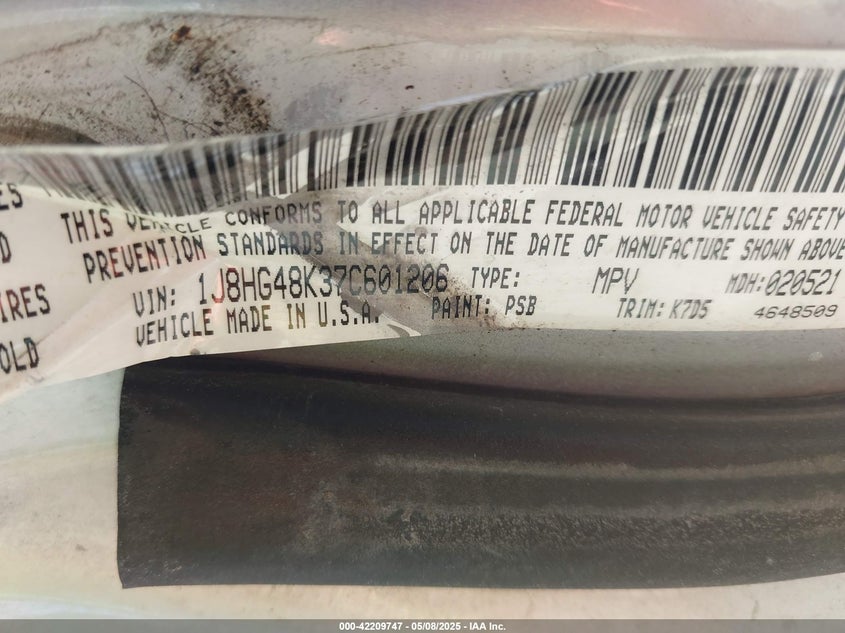 ES
D
IRES
OLD
THIS VEHICLE CONFORMS TO ALL APPLICABLE FEDERAL MOTOR VEHICLE SAFETY
PREVENTION STANDARDS IN EFFECT ON THE DATE OF MANUFACTURE SHOWN ABOVE
VIN: 1J8HG48K37C601206 TYPE: MPV MDH:020521
VEHICLE MADE IN U.S.A. PAINT: PSB TRIM: K7D5 4648509
000-42209747 - 05/08/2025 - IAA Inc.